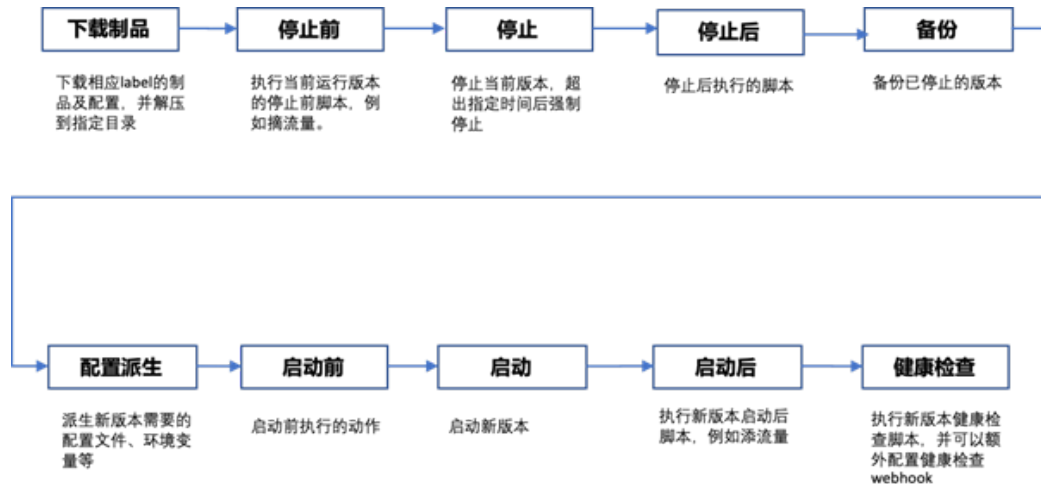 下载制品
停止前
停止
停止后
备份
下载相应label的制
品及配置，并解压
到指定目录
执行当前运行版本
的停止前脚本，例
如摘流量。
停止当前版本，超
出指定时间后强制
停止
停止后执行的脚本
备份已停止的版本
配置派生
启动前
启动
启动后
健康检查
派生新版本需要的
配置文件、环境变
量等
启动前执行的动作
启动新版本
执行新版本启动后
脚本，例如添流量
执行新版本健康检
查脚本，并可以额
外配置健康检查
webhook